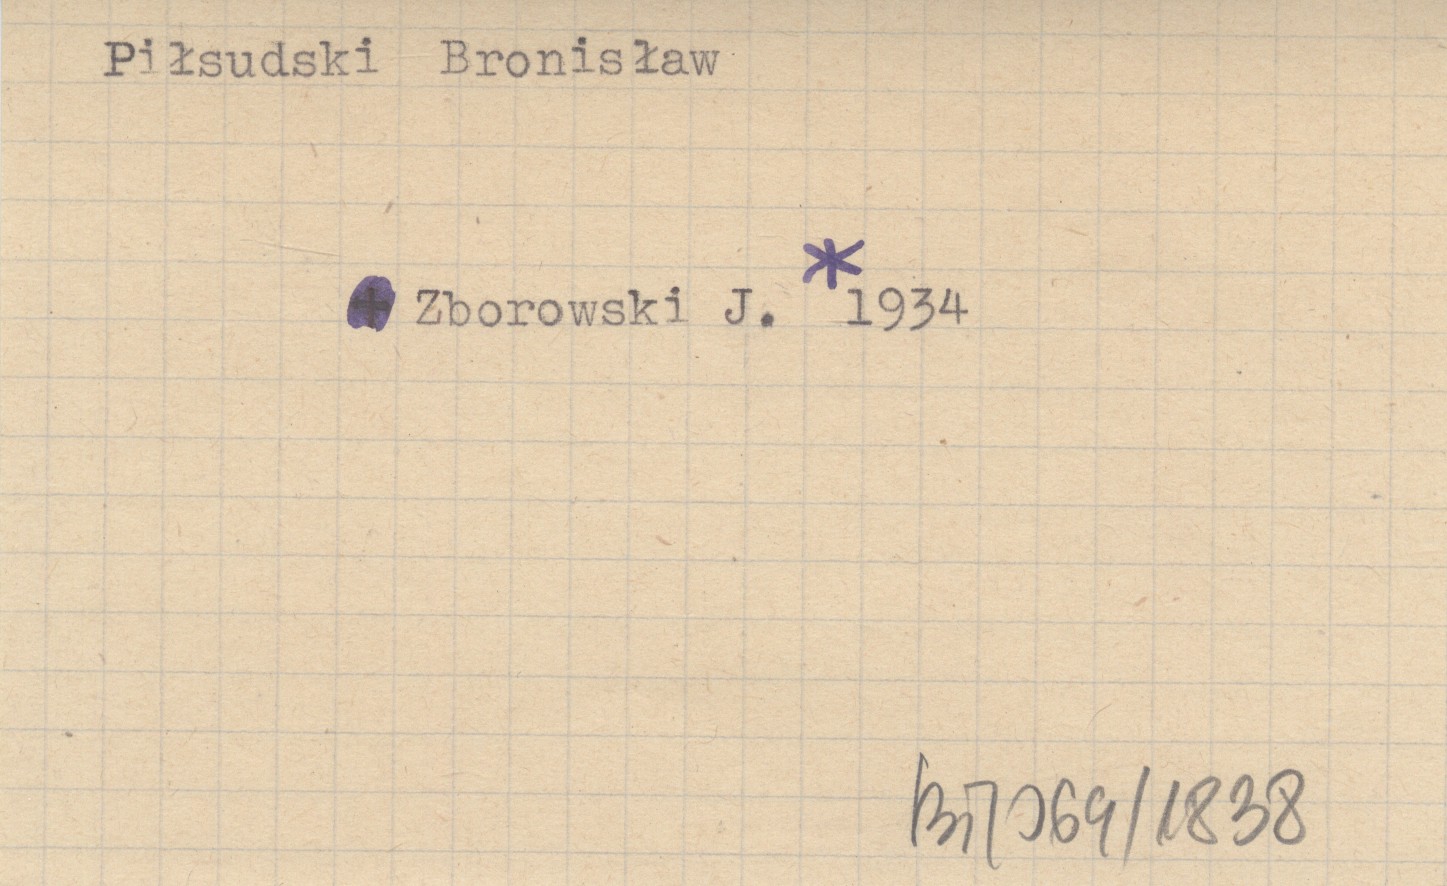 Piłsudski Bronisław
+ Zborowski J. * 1934